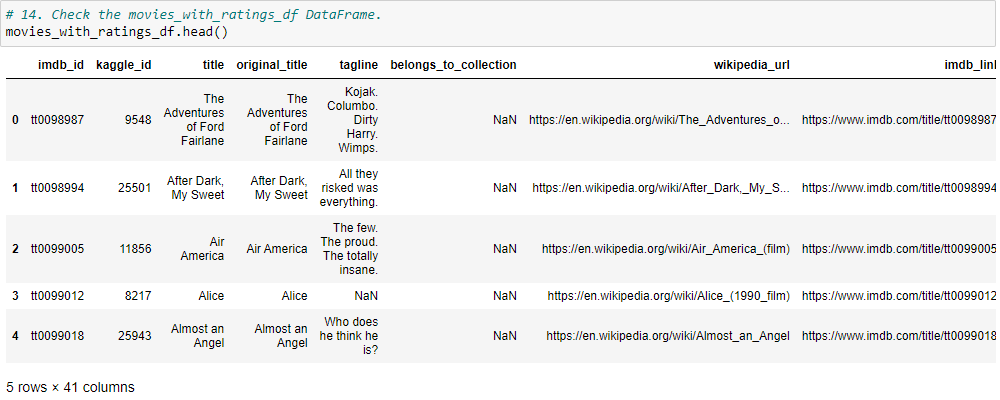 # 14. Check the movies_with_ratings_df DataFrame.
movies_with_ratings_df.head()
imdb_id kaggle_id title original_title tagline belongs_to_collection wikipedia_url imdb_lin
0 tt0098987 9548 The Adventures of Ford Fairlane The Adventures of Ford Fairlane Kojak. Columbo. Dirty Harry. Wimps. NaN https://en.wikipedia.org/wiki/The_Adventures_o... https://www.imdb.com/title/tt0098987
1 tt0098994 25501 After Dark, My Sweet After Dark, My Sweet All they risked was everything. NaN https://en.wikipedia.org/wiki/After_Dark,_My_S... https://www.imdb.com/title/tt0098994
2 tt0099005 11856 Air America Air America The few. The proud. The totally insane. NaN https://en.wikipedia.org/wiki/Air_America_(film) https://www.imdb.com/title/tt0099005
3 tt0099012 8217 Alice Alice NaN NaN https://en.wikipedia.org/wiki/Alice_(1990_film) https://www.imdb.com/title/tt0099012
4 tt0099018 25943 Almost an Angel Almost an Angel Who does he think he is? NaN https://en.wikipedia.org/wiki/Almost_an_Angel https://www.imdb.com/title/tt0099018
5 rows × 41 columns